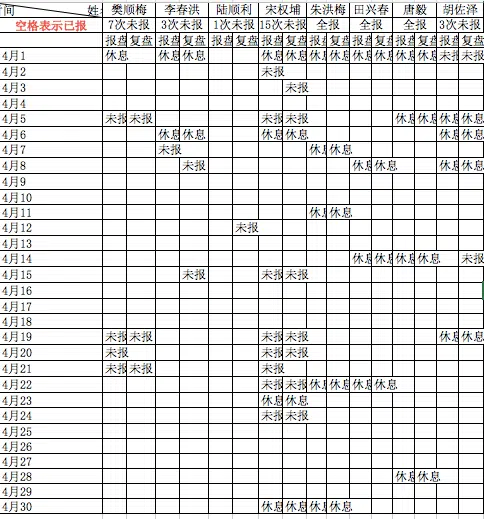 时间 姓 樊顺梅 李春洪 陆顺利 宋权埔 朱洪梅 田兴春 唐毅 胡佐泽
空格表示已报 7次未报 3次未报 1次未报 15次未报 全报 全报 全报 3次未报
报盘 复盘 报盘 复盘 报盘 复盘 报盘 复盘 报盘 复盘 报盘 复盘 报盘 复盘 报盘 复盘
4月1 休息 休息 休息 休息 休息 休息 休息 休息 休息 休息 休息 未报 未报
4月2 未报
4月3 未报
4月4
4月5 未报 未报 未报 未报 休息 休息 休息 休息
4月6 休息 休息 休息 休息 休息 休息
4月7 未报 休息 休息
4月8 未报 休息 休息 休息 休息
4月9
4月10
4月11 休息 休息
4月12 未报
4月13
4月14 休息 休息 休息 休息 未报
4月15 未报 未报 未报
4月16
4月17
4月18
4月19 未报 未报 未报 未报 休息 休息
4月20 未报 未报 未报
4月21 未报 未报 未报
4月22 未报 未报 休息 休息 休息 休息
4月23 休息 休息
4月24 未报 未报
4月25
4月26
4月27
4月28 休息 休息
4月29
4月30 休息 休息 休息 休息